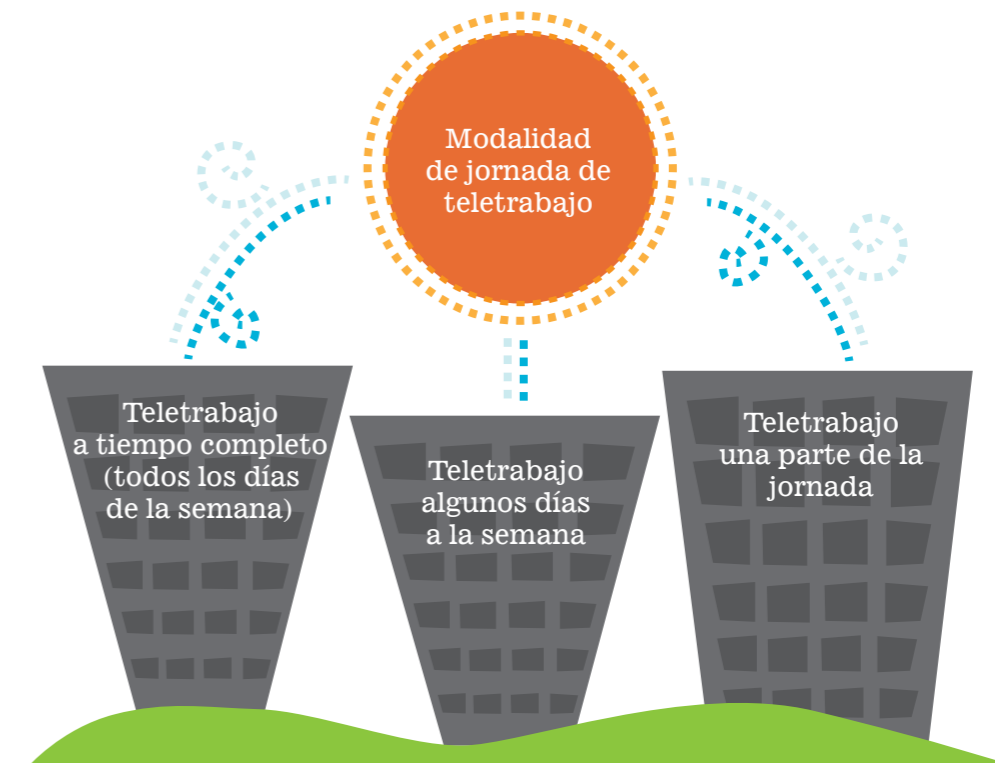 Modalidad
de jornada de
teletrabajo
Teletrabajo
a tiempo completo
(todos los días
de la semana)
Teletrabajo
algunos días
a la semana
Teletrabajo
una parte de la
jornada